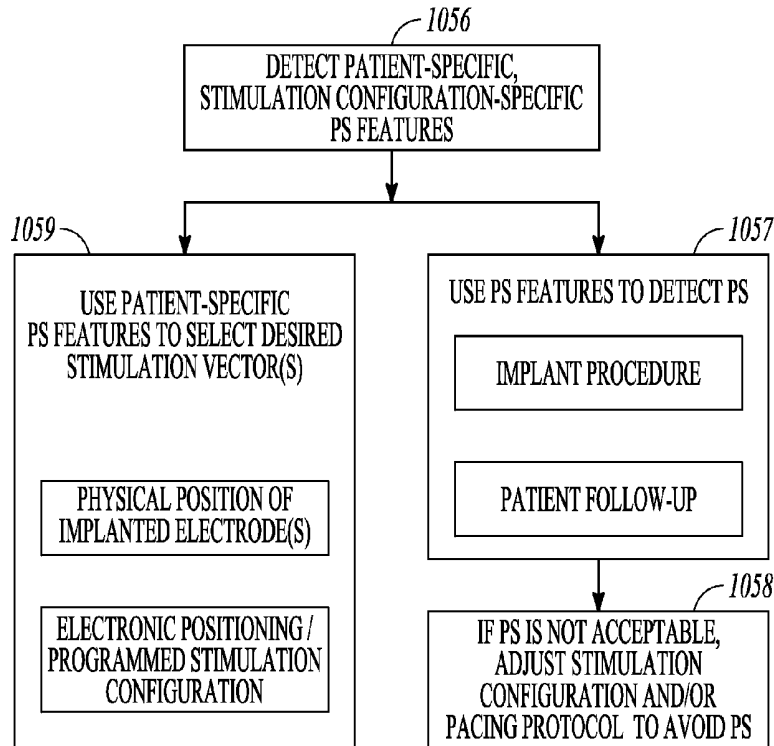 1056
DETECT PATIENT-SPECIFIC,
STIMULATION CONFIGURATION-SPECIFIC
PS FEATURES
1059
USE PATIENT-SPECIFIC
PS FEATURES TO SELECT DESIRED
STIMULATION VECTOR(S)
PHYSICAL POSITION OF
IMPLANTED ELECTRODE(S)
ELECTRONIC POSITIONING /
PROGRAMMED STIMULATION
CONFIGURATION
1057
USE PS FEATURES TO DETECT PS
IMPLANT PROCEDURE
PATIENT FOLLOW-UP
1058
IF PS IS NOT ACCEPTABLE,
ADJUST STIMULATION
CONFIGURATION AND/OR
PACING PROTOCOL TO AVOID PS